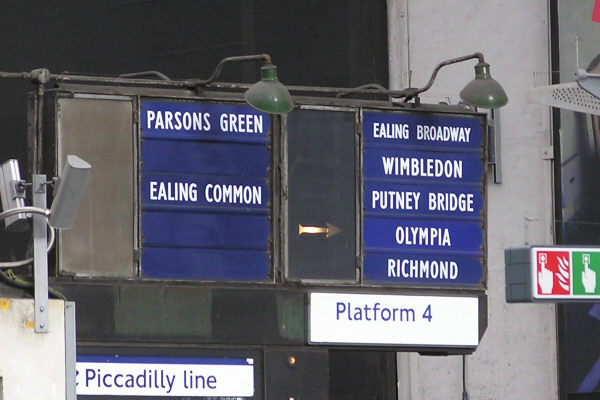 PARSONS GREEN
EALING COMMON
EALING BROADWAY
WIMBLEDON
PUTNEY BRIDGE
OLYMPIA
RICHMOND
Platform 4
Piccadilly line